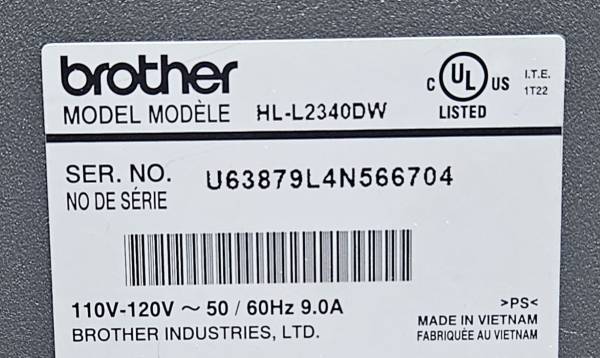 brother
MODEL MODÈLE HL-L2340DW
C UL US
LISTED
I.T.E.
1T22
SER. NO. U63879L4N566704
NO DE SÉRIE
110V-120V ~ 50 / 60Hz 9.0A
BROTHER INDUSTRIES, LTD.
>PS<
MADE IN VIETNAM
FABRIQUÉE AU VIETNAM